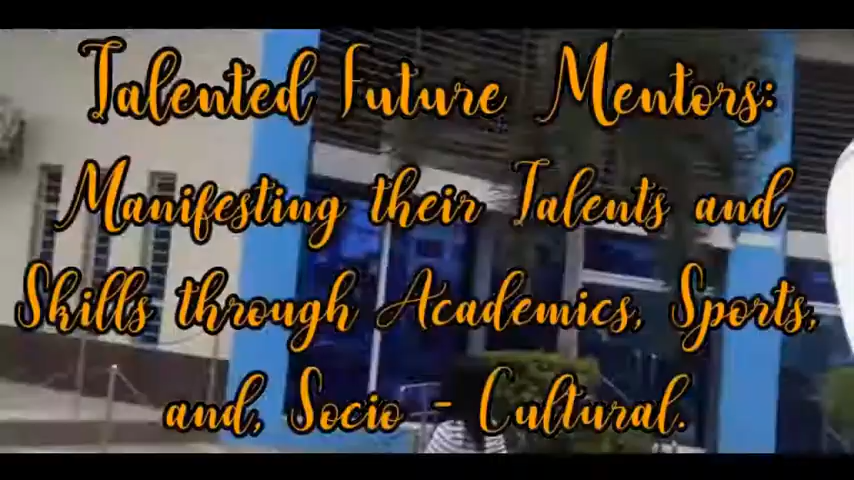 Talented Future Mentors:
Manifesting their Talents and
Skills through Academics, Sports,
and, Socio - Cultural.